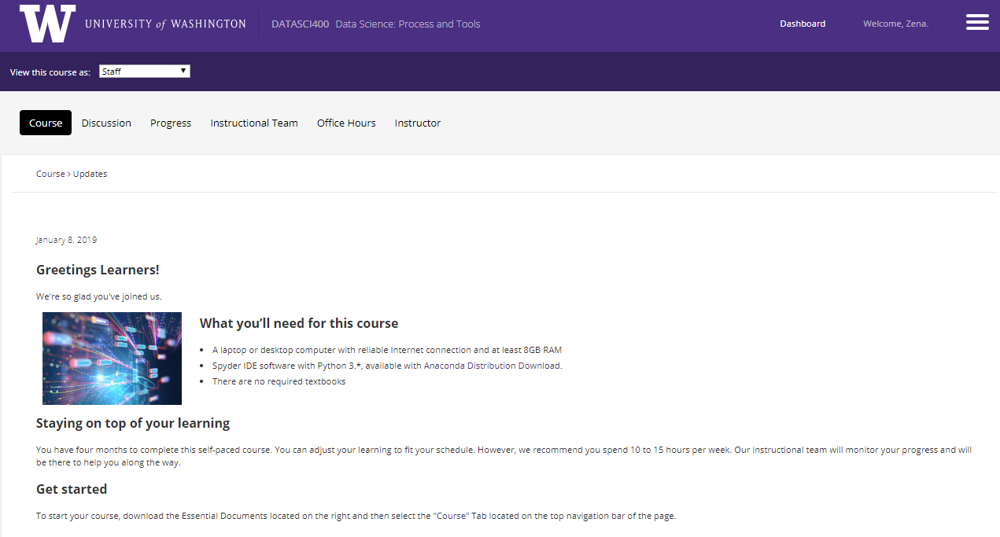 W UNIVERSITY of WASHINGTON DATASCI400 Data Science: Process and Tools Dashboard Welcome, Zena.
View this course as: Staff
Course Discussion Progress Instructional Team Office Hours Instructor
Course > Updates
January 8, 2019
Greetings Learners!
We're so glad you've joined us.
What you’ll need for this course
• A laptop or desktop computer with reliable Internet connection and at least 8GB RAM
• Spyder IDE software with Python 3.*, available with Anaconda Distribution Download.
• There are no required textbooks
Staying on top of your learning
You have four months to complete this self-paced course. You can adjust your learning to fit your schedule. However, we recommend you spend 10 to 15 hours per week. Our instructional team will monitor your progress and will
be there to help you along the way.
Get started
To start your course, download the Essential Documents located on the right and then select the "Course" Tab located on the top navigation bar of the page.